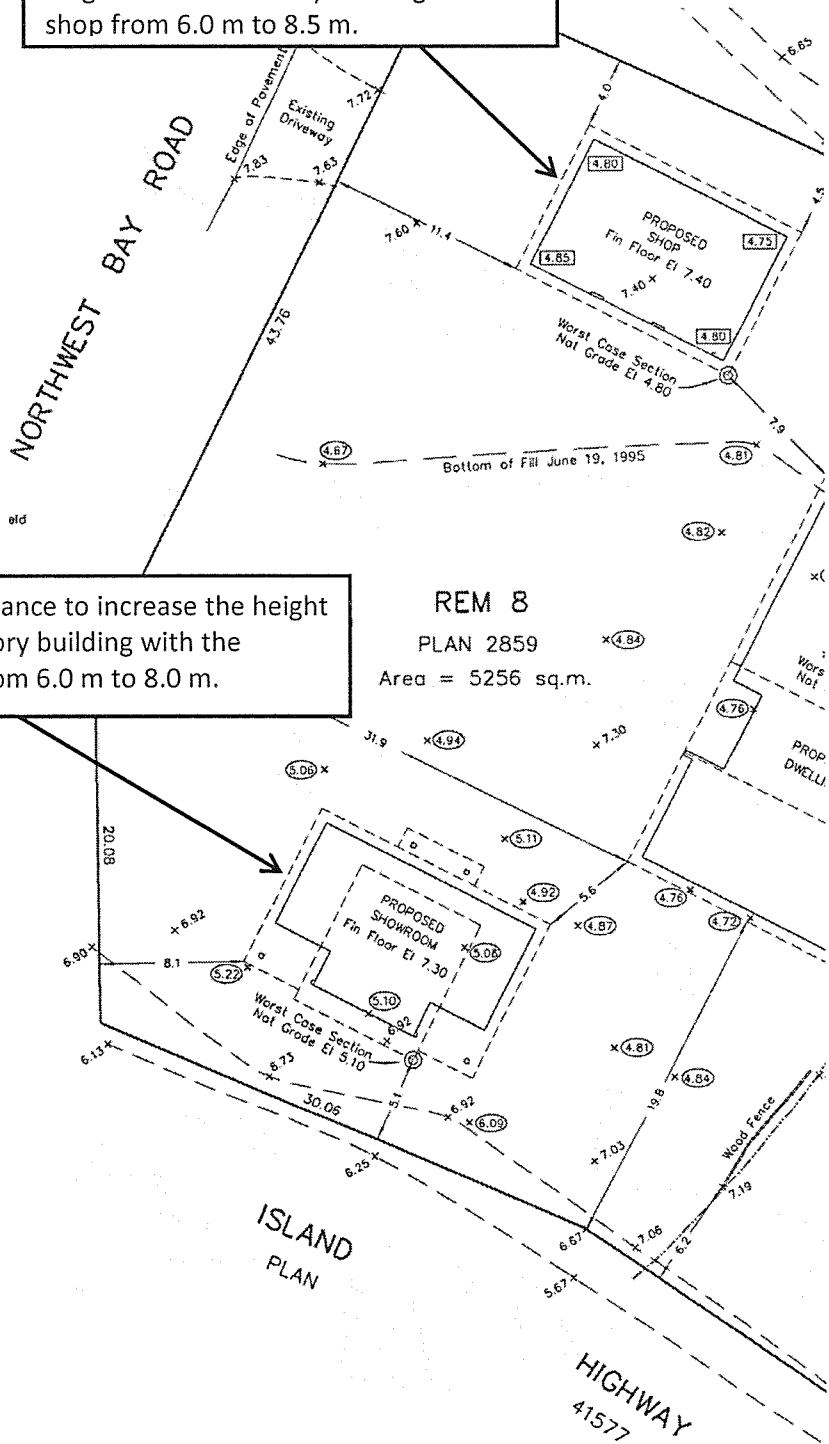 shop from 6.0 m to 8.5 m.
6.65
7.72
Edge of Pavement
Existing
Driveway
7.83
7.63
4.0
4.80
4.5
NORTHWEST BAY ROAD
PROPOSED
SHOP
Fin Floor El 7.40
4.75
7.60
11.4
4.85
7.40
4.80
43.76
Worst Case Section
Nat Grade El 4.80
7.9
4.67
Bottom of Fill June 19, 1995
4.81
eld
4.82
ance to increase the height
ory building with the
om 6.0 m to 8.0 m.
REM 8
PLAN 2859
Area = 5256 sq.m.
4.84
Nat
4.76
31.9
4.94
7.30
5.06
20.08
5.11
4.92
5.6
4.76
4.72
6.92
PROPOSED
SHOWROOM
Fin Floor El 7.30
5.08
4.87
6.90
8.1
5.22
5.10
6.92
Worst Case Section
Nat Grade El 5.10
4.81
4.84
6.13
6.73
30.06
5.1
6.92
6.09
19.8
Wood Fence
7.03
7.19
6.25
ISLAND
PLAN
6.67
7.06
6.2
5.67
HIGHWAY
41577